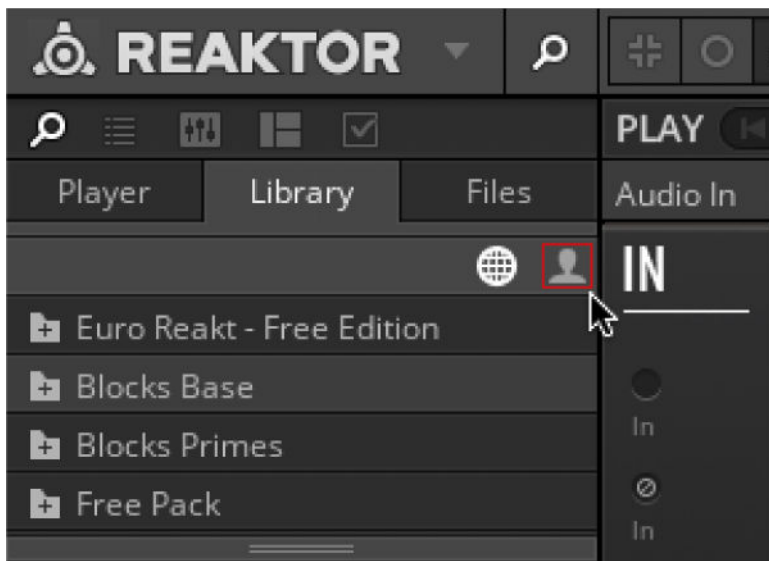 REAKTOR
PLAY
Player Library Files
Audio In
IN
Euro Reakt - Free Edition
Blocks Base
In
Blocks Primes
Free Pack
In